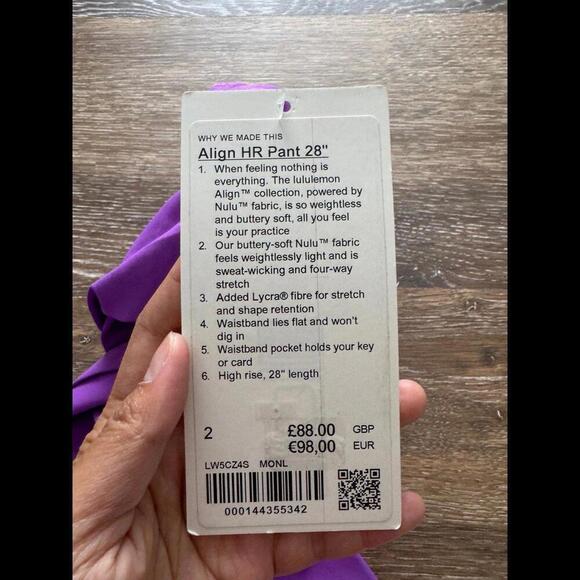 WHY WE MADE THIS
Align HR Pant 28"
1. When feeling nothing is
everything. The lululemon
Align™ collection, powered by
Nulu™ fabric, is so weightless
and buttery soft, all you feel
is your practice
2. Our buttery-soft Nulu™ fabric
feels weightlessly light and is
sweat-wicking and four-way
stretch
3. Added Lycra® fibre for stretch
and shape retention
4. Waistband lies flat and won't
dig in
5. Waistband pocket holds your key
or card
6. High rise, 28" length
2 £88.00 GBP
€98,00 EUR
LW5CZ4S MONL
000144355342